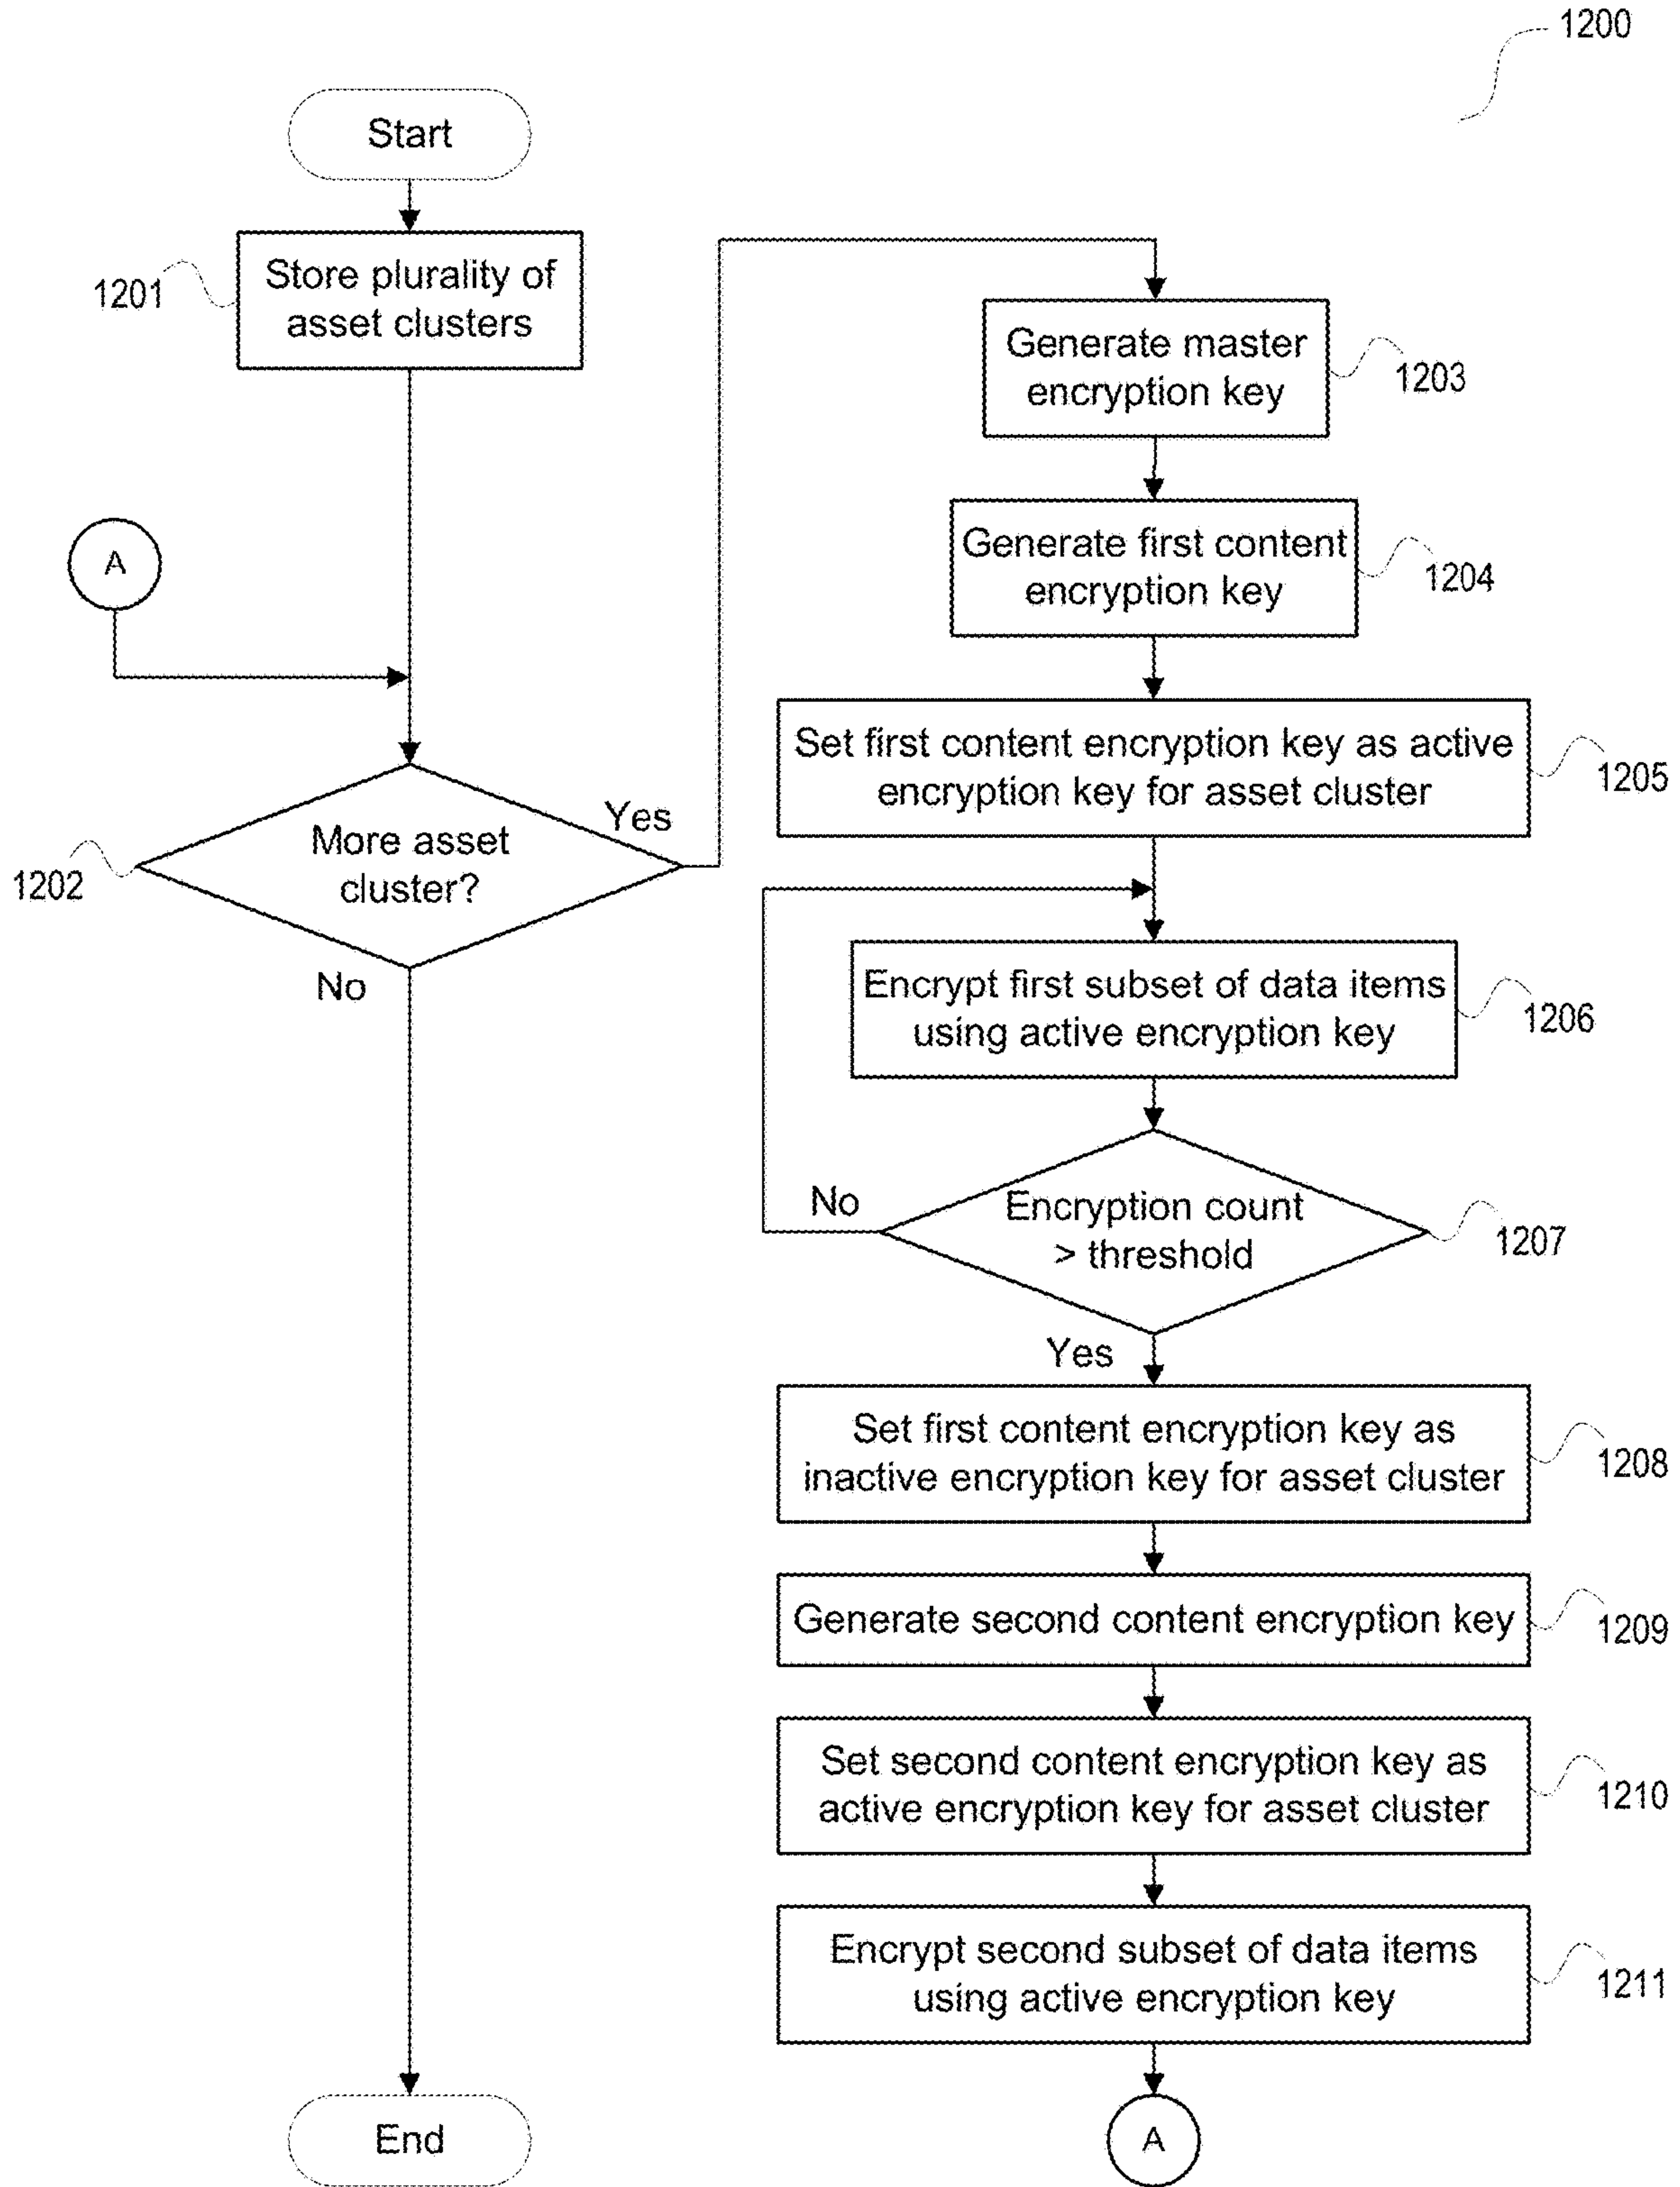 1200
Start
1201
Store plurality of
asset clusters
A
1202
More asset
cluster?
Yes
No
End
Generate master
encryption key
1203
Generate first content
encryption key
1204
Set first content encryption key as active
encryption key for asset cluster
1205
Encrypt first subset of data items
using active encryption key
1206
Encryption count
> threshold
1207
No
Yes
Set first content encryption key as
inactive encryption key for asset cluster
1208
Generate second content encryption key
1209
Set second content encryption key as
active encryption key for asset cluster
1210
Encrypt second subset of data items
using active encryption key
1211
A